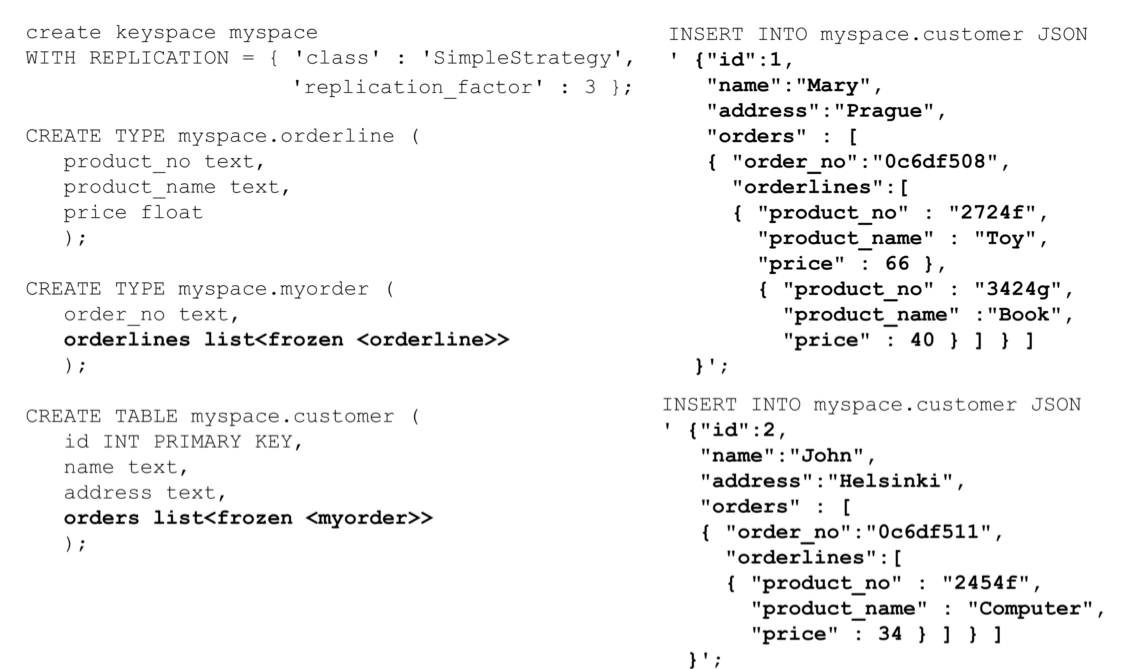 create keyspace myspace
WITH REPLICATION = { 'class' : 'SimpleStrategy',
'replication_factor' : 3 };
CREATE TYPE myspace.orderline (
product_no text,
product_name text,
price float
);
CREATE TYPE myspace.myorder (
order_no text,
orderlines list<frozen <orderline>>
);
CREATE TABLE myspace.customer (
id INT PRIMARY KEY,
name text,
address text,
orders list<frozen <myorder>>
);
INSERT INTO myspace.customer JSON
' {"id":1,
"name":"Mary",
"address":"Prague",
"orders" : [
{ "order_no":"0c6df508",
"orderlines":[
{ "product_no" : "2724f",
"product_name" : "Toy",
"price" : 66 },
{ "product_no" : "3424g",
"product_name" :"Book",
"price" : 40 } ] } ]
}';
INSERT INTO myspace.customer JSON
' {"id":2,
"name":"John",
"address":"Helsinki",
"orders" : [
{ "order_no":"0c6df511",
"orderlines":[
{ "product_no" : "2454f",
"product_name" : "Computer",
"price" : 34 } ] } ]
}';